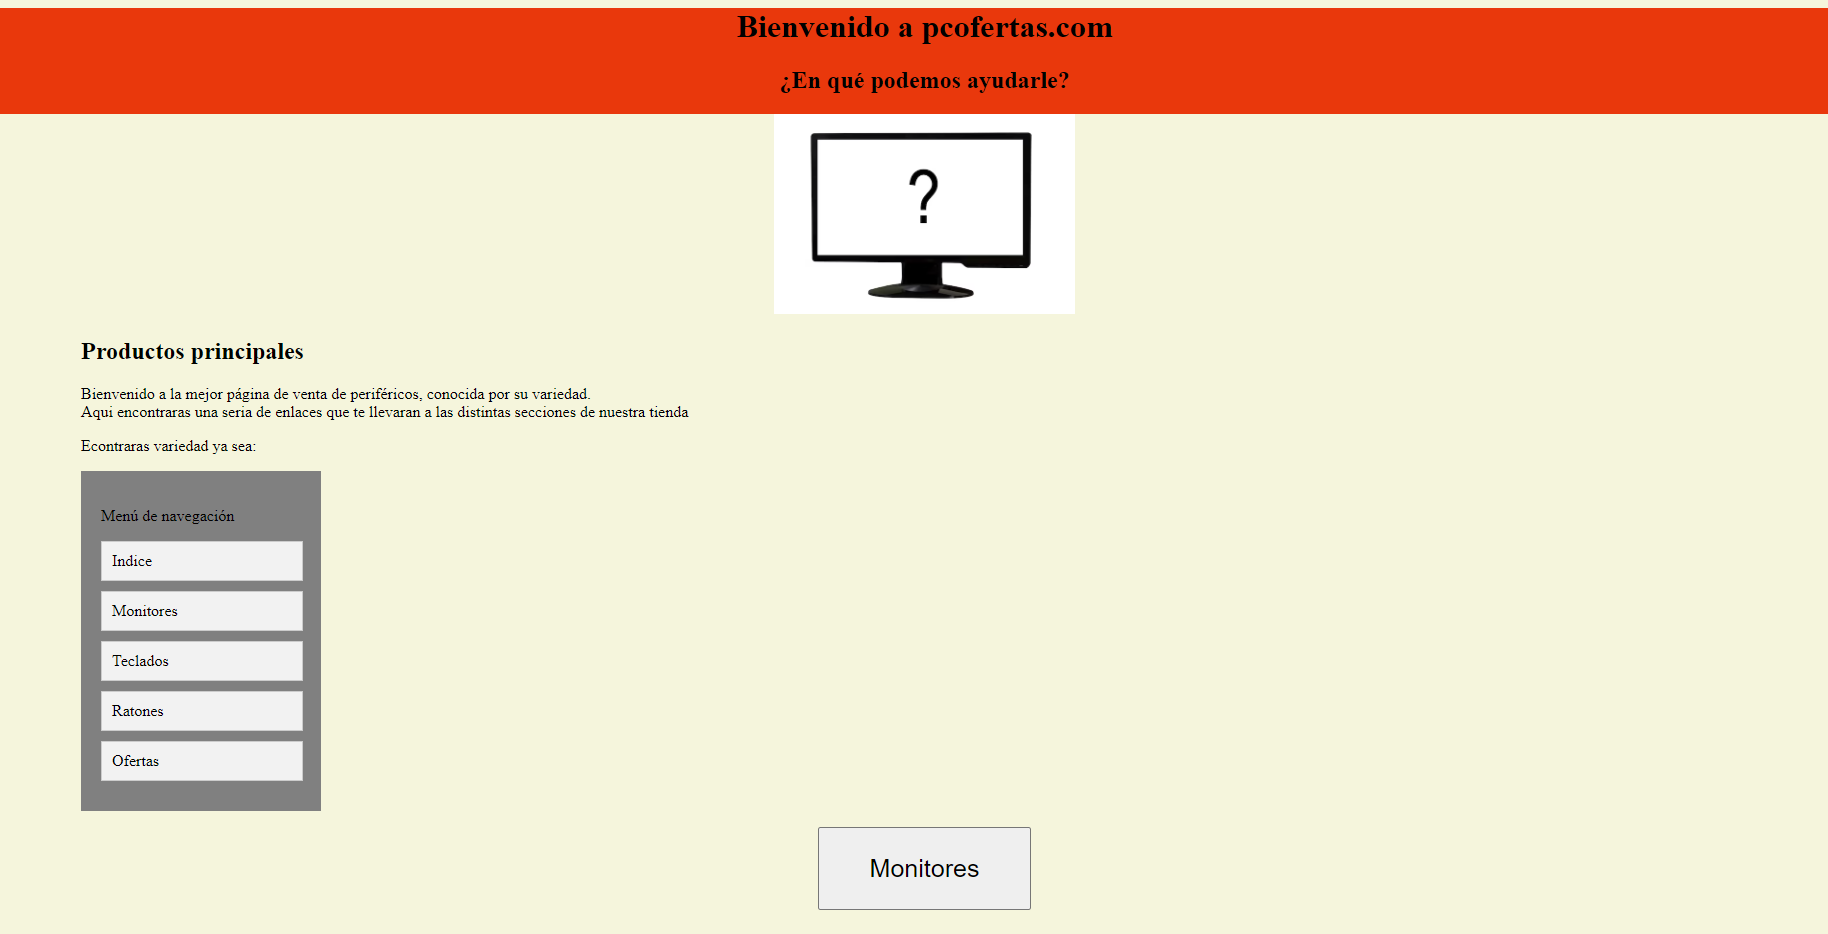 Bienvenido a pcofertas.com
¿En qué podemos ayudarle?
?
Productos principales
Bienvenido a la mejor página de venta de periféricos, conocida por su variedad.
Aqui encontraras una seria de enlaces que te llevaran a las distintas secciones de nuestra tienda
Econtraras variedad ya sea:
Menú de navegación
Indice
Monitores
Teclados
Ratones
Ofertas
Monitores